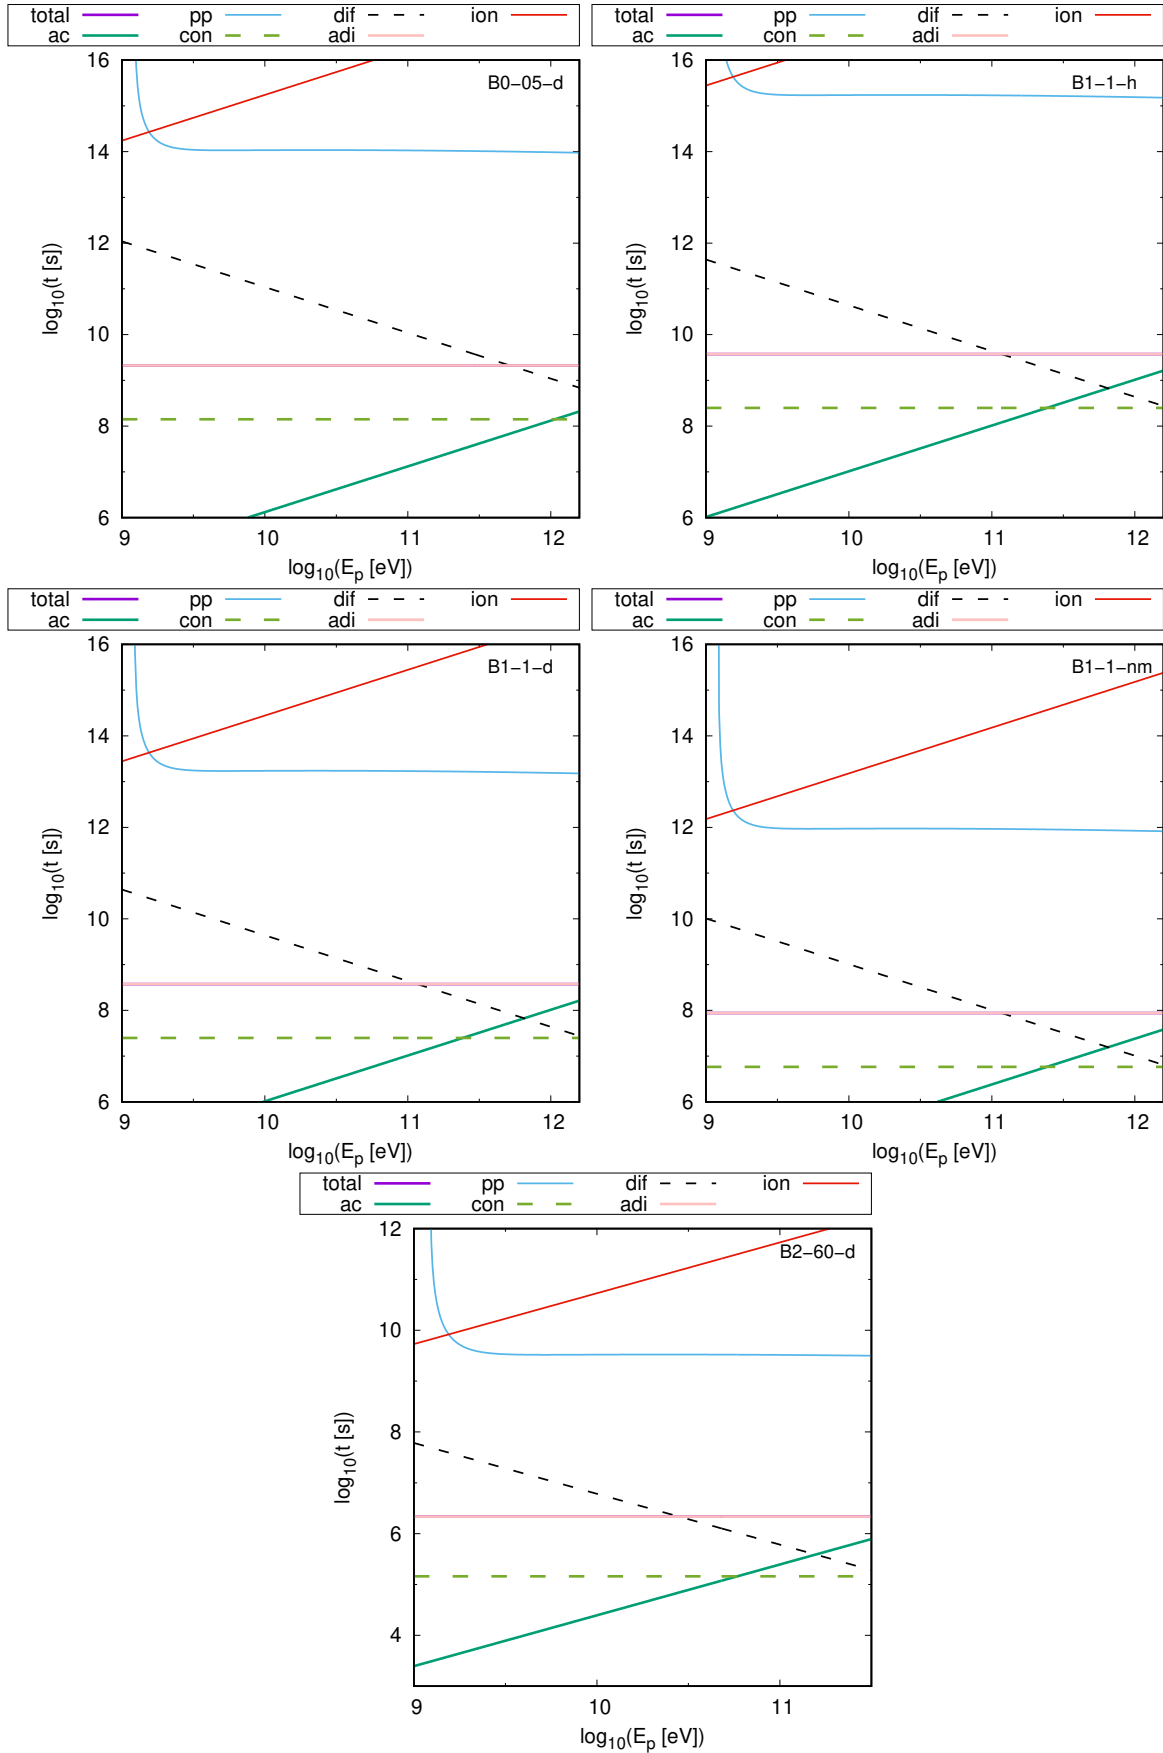 total pp dif ion
ac con adi
B0−05−d
16
14
12
10
8
6
9 10 11 12
log10(t [s])
log10(Ep [eV])
total pp dif ion
ac con adi
B1−1−h
16
14
12
10
8
6
9 10 11 12
log10(t [s])
log10(Ep [eV])
total pp dif ion
ac con adi
B1−1−d
16
14
12
10
8
6
9 10 11 12
log10(t [s])
log10(Ep [eV])
total pp dif ion
ac con adi
B1−1−nm
16
14
12
10
8
6
9 10 11 12
log10(t [s])
log10(Ep [eV])
total pp dif ion
ac con adi
B2−60−d
12
10
8
6
4
9 10 11
log10(t [s])
log10(Ep [eV])